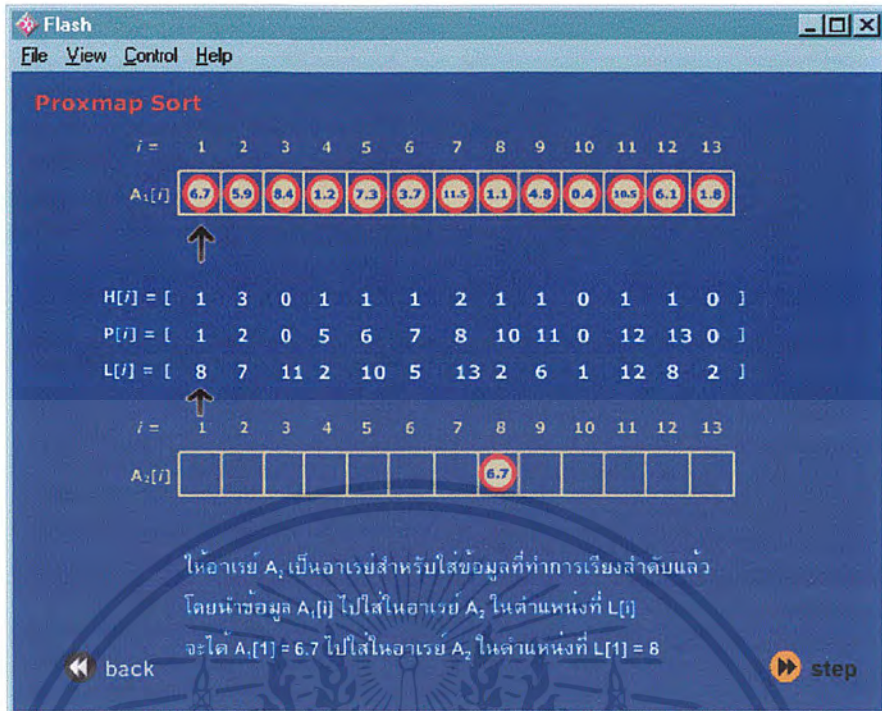 Flash
File View Control Help
Proxmap Sort
i = 1 2 3 4 5 6 7 8 9 10 11 12 13
A₁[i] 6.7 5.9 8.4 1.2 7.3 3.7 11.5 1.1 4.8 0.4 10.5 6.1 1.8
H[i] = [ 1 3 0 1 1 1 2 1 1 0 1 1 0 ]
P[i] = [ 1 2 0 5 6 7 8 10 11 0 12 13 0 ]
L[i] = [ 8 7 11 2 10 5 13 2 6 1 12 8 2 ]
i = 1 2 3 4 5 6 7 8 9 10 11 12 13
A₂[i] 6.7
ให้อาเรย์ A₂ เป็นอาเรย์สำหรับใส่ข้อมูลที่ทำการเรียงลำดับแล้ว
โดยนำข้อมูล A₁[i] ไปใส่ในอาเรย์ A₂ ในตำแหน่งที่ L[i]
จะได้ A₁[1] = 6.7 ไปใส่ในอาเรย์ A₂ ในตำแหน่งที่ L[1] = 8
back step